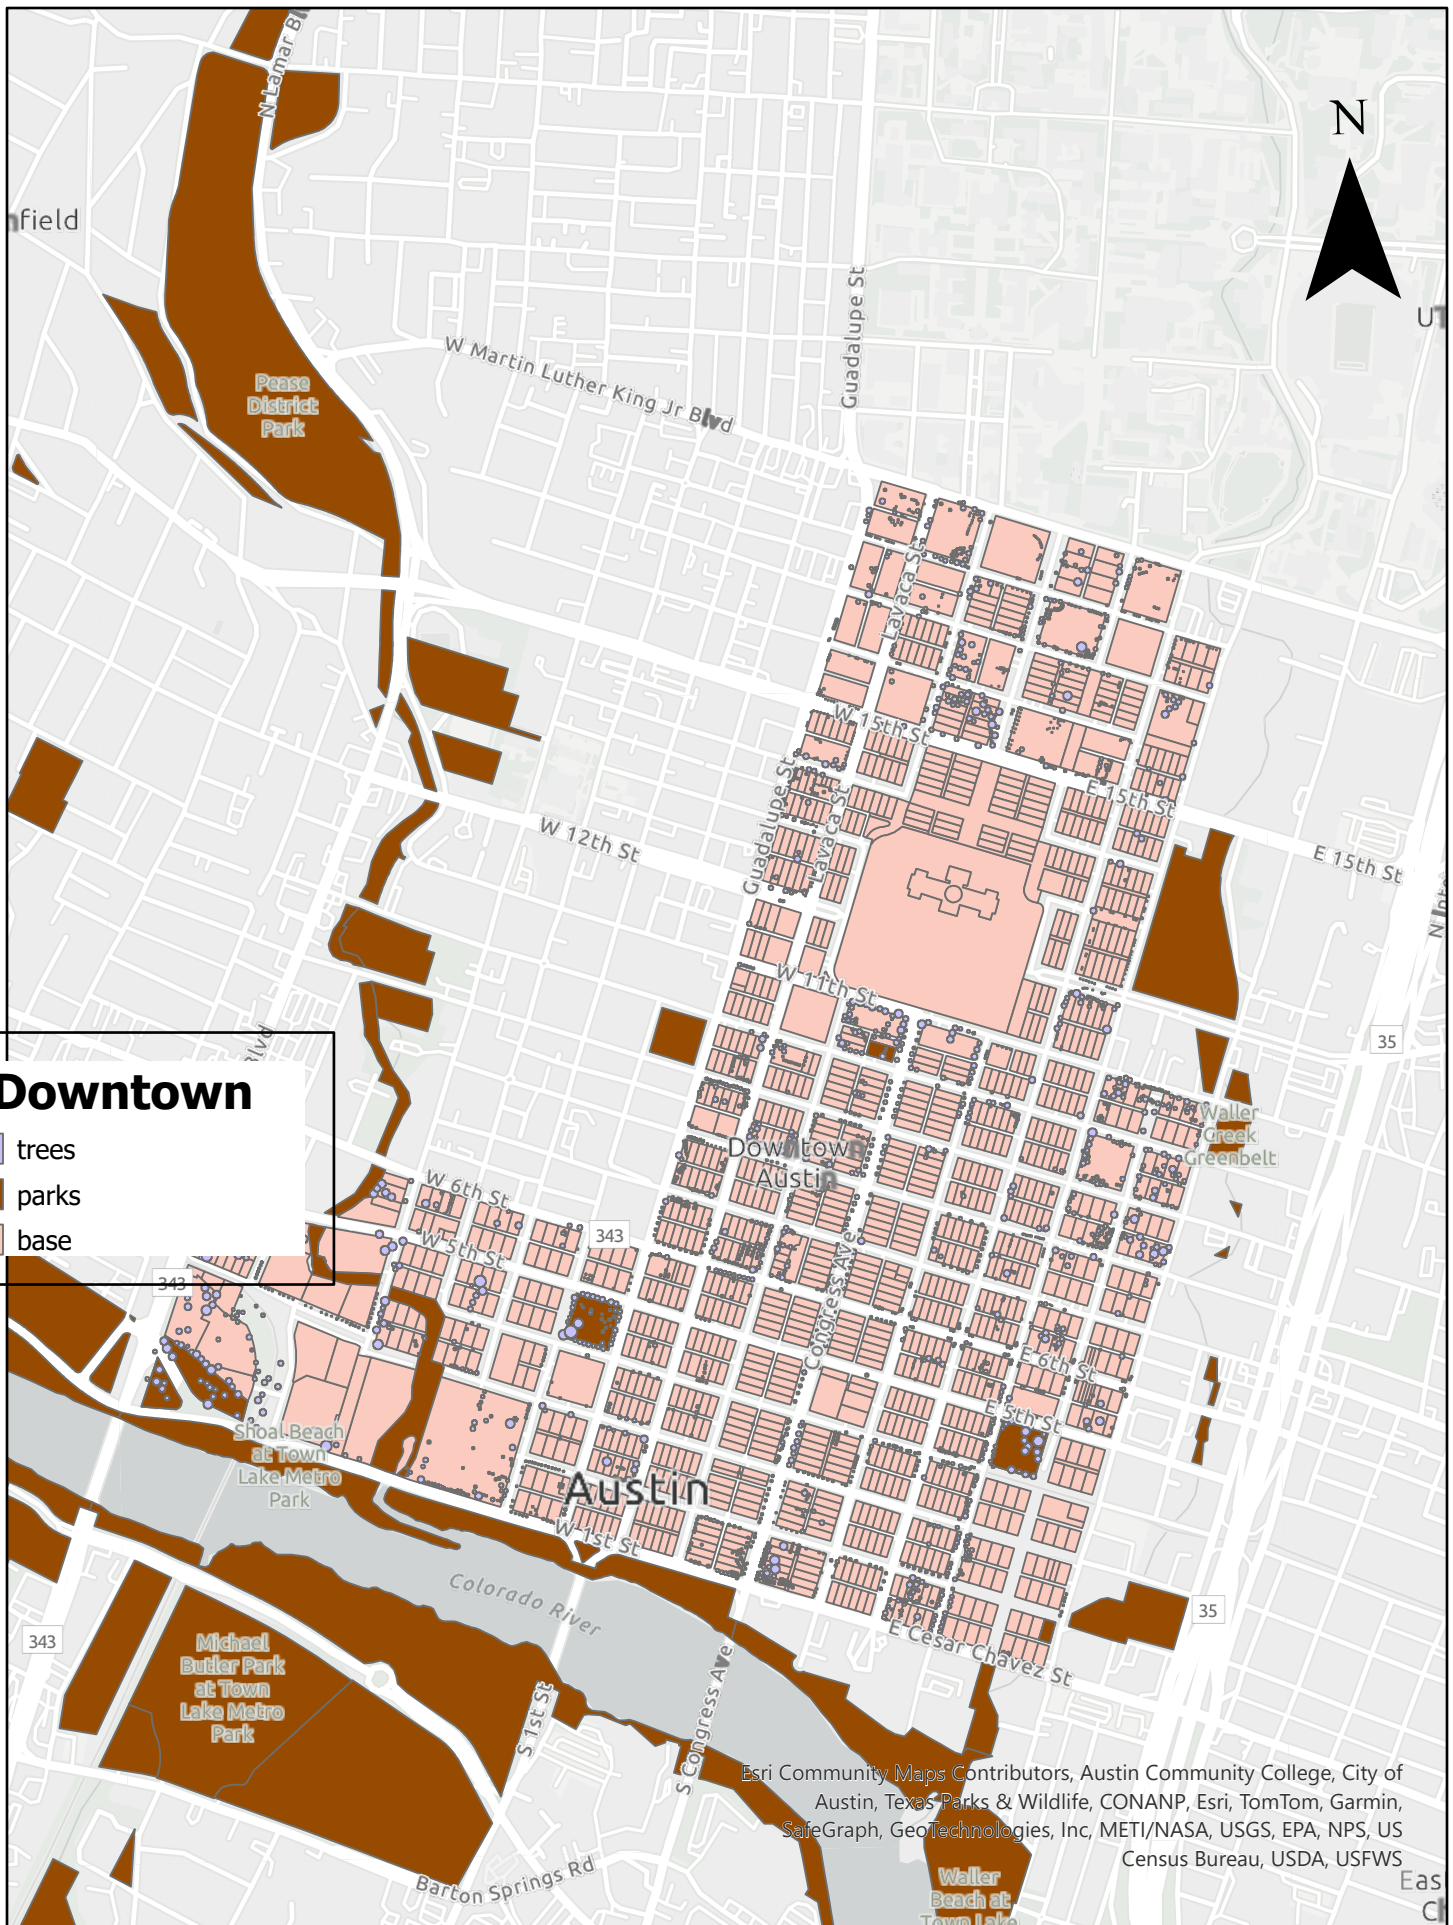 N Lamar Bl
N
nfield
Guadalupe St
UT
W Martin Luther King Jr Blvd
Pease
District
Park
Lavaca St
W 15th St
E 15th St
Guadalupe St
Lavaca St
W 12th St
E 15th St
W 11th St
35
Blvd
Downtown
trees
parks
base
Waller
Creek
Greenbelt
Downtown
Austin
W 6th St
343
W 5th St
Congress Ave
343
E 6th St
E 5th St
Shoal Beach
at Town
Lake Metro
Park
Austin
W 1st St
Colorado River
35
343
E Cesar Chavez St
Michael
Butler Park
at Town
Lake Metro
Park
S 1st St
S Congress Ave
Esri Community Maps Contributors, Austin Community College, City of
Austin, Texas Parks & Wildlife, CONANP, Esri, TomTom, Garmin,
SafeGraph, GeoTechnologies, Inc, METI/NASA, USGS, EPA, NPS, US
Census Bureau, USDA, USFWS
Barton Springs Rd
Waller
Beach at
Town Lake
Eas